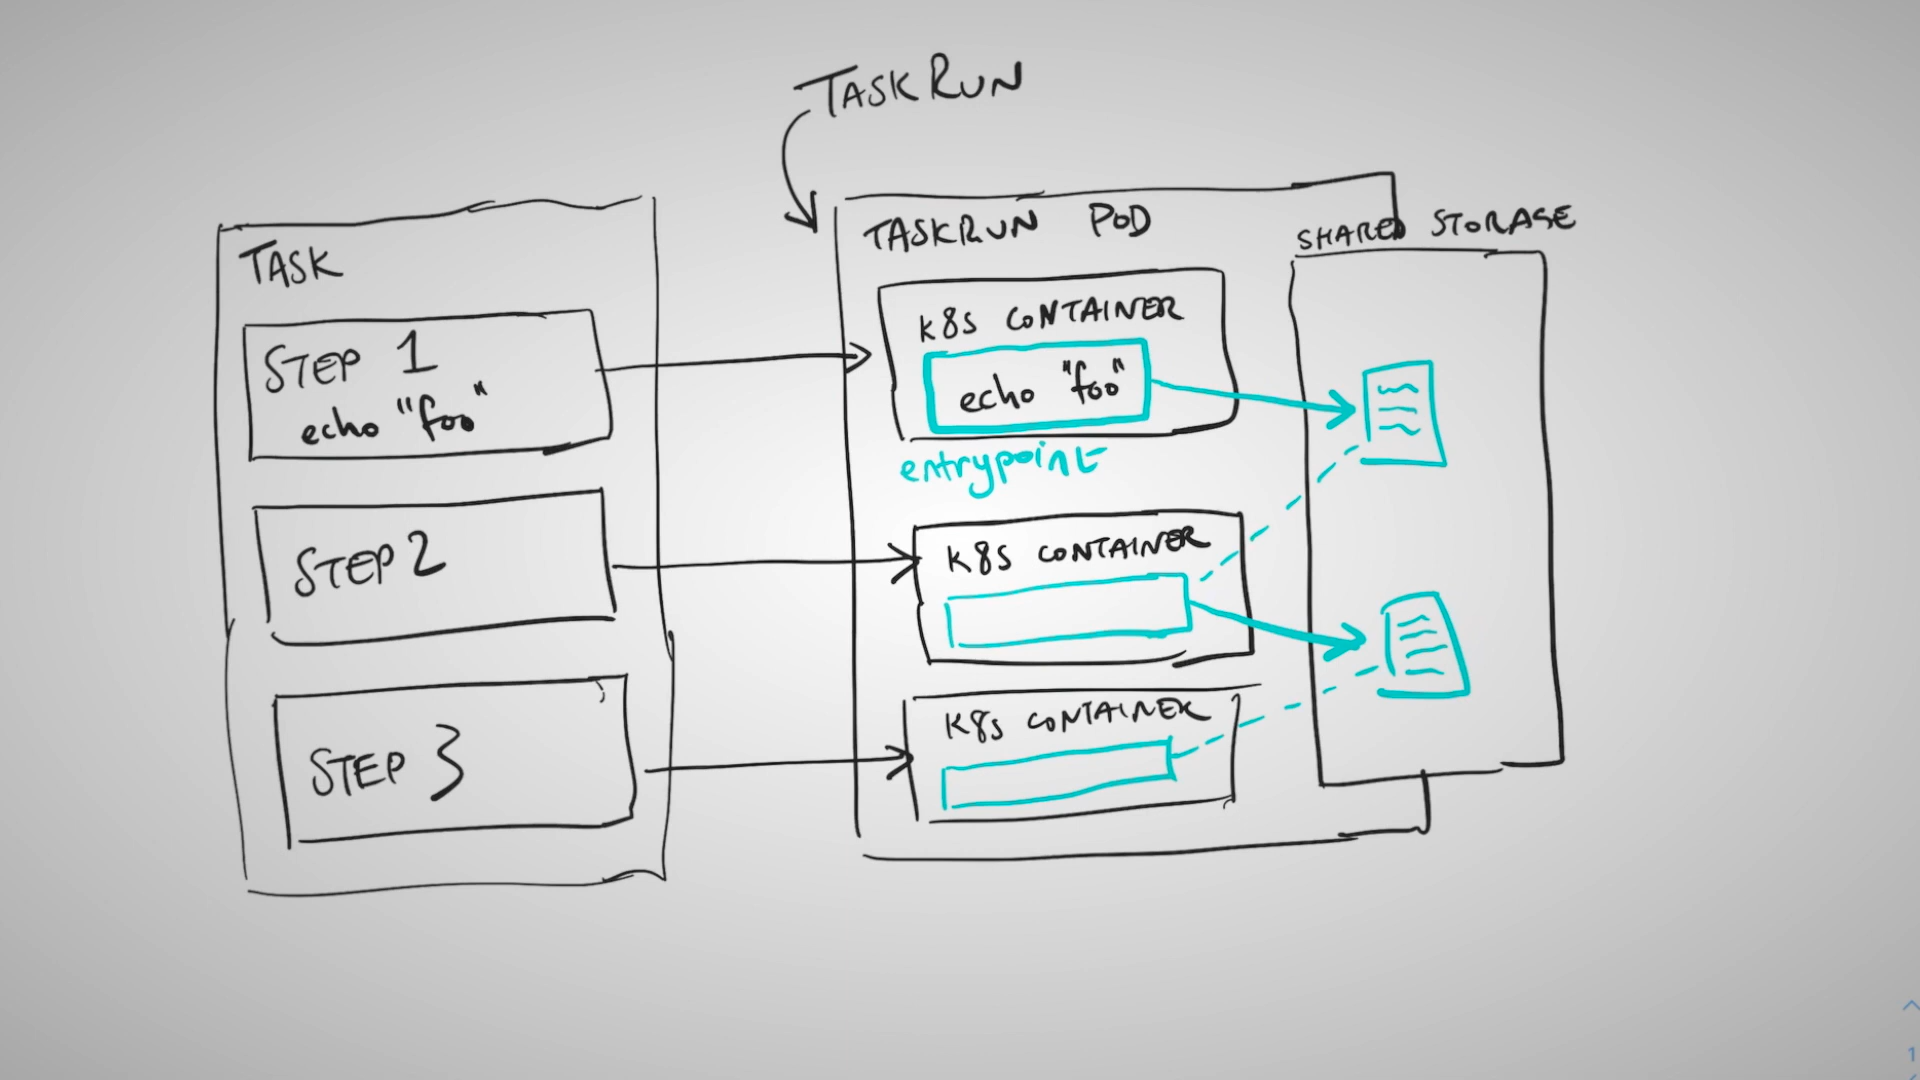 TASKRUN
TASK
STEP 1
echo "foo"
STEP 2
STEP 3
TASKRUN POD
K8S CONTAINER
echo "foo"
entrypoint
K8S CONTAINER
K8S CONTAINER
SHARED STORAGE
1